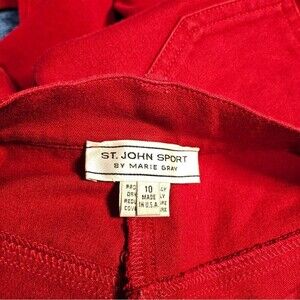 ST. JOHN SPORT
BY MARIE GRAY
10
MADE
IN U.S.A.